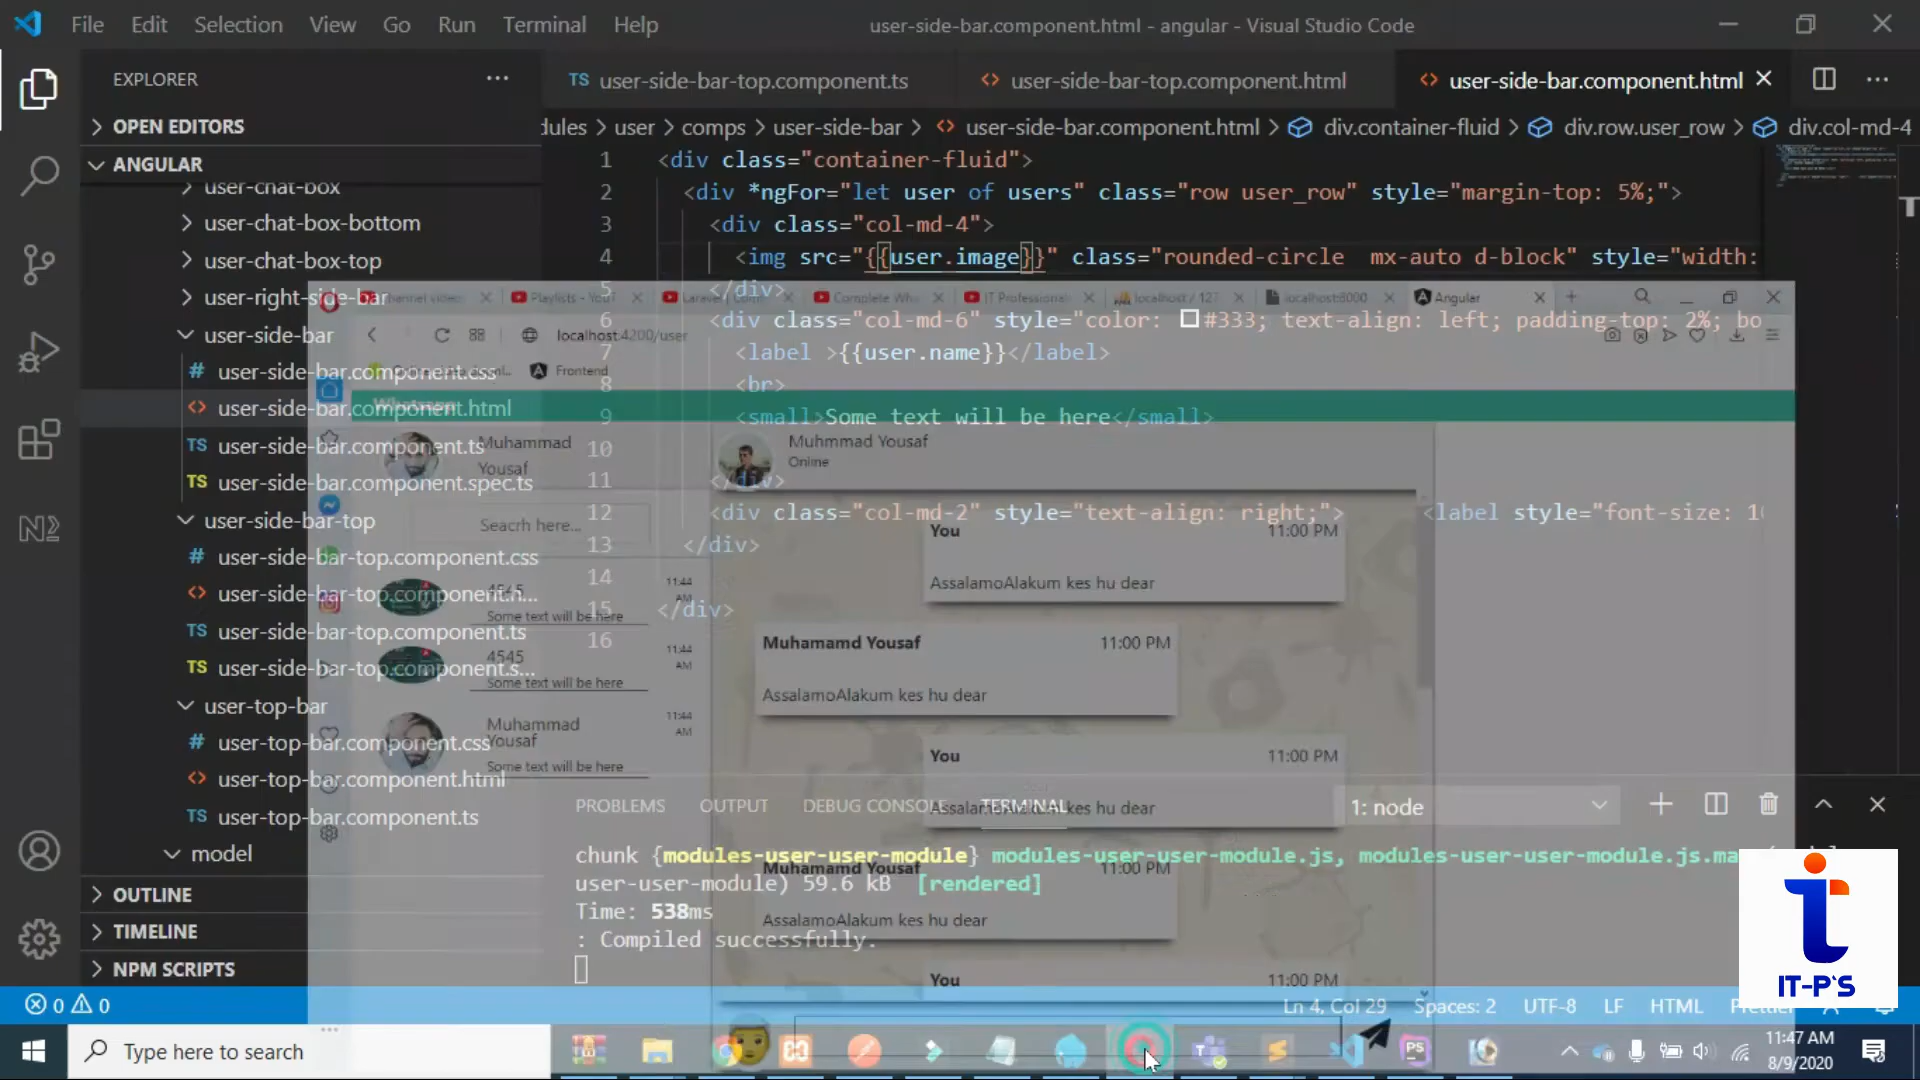 File Edit Selection View Go Run Terminal Help
user-side-bar.component.html - angular - Visual Studio Code
EXPLORER
TS user-side-bar-top.component.ts
<> user-side-bar-top.component.html
<> user-side-bar.component.html
OPEN EDITORS
dules > user > comps > user-side-bar > <> user-side-bar.component.html > div.container-fluid > div.row.user_row > div.col-md-4
ANGULAR
user-chat-box
user-chat-box-bottom
user-chat-box-top
user-right-side-bar
user-side-bar
# user-side-bar.component.css
<> user-side-bar.component.html
TS user-side-bar.component.ts
TS user-side-bar.component.spec.ts
user-side-bar-top
# user-side-bar-top.component.css
<> user-side-bar-top.component.h...
TS user-side-bar-top.component.ts
TS user-side-bar-top.component.s...
user-top-bar
# user-top-bar.component.css
<> user-top-bar.component.html
TS user-top-bar.component.ts
model
OUTLINE
TIMELINE
NPM SCRIPTS
1 <div class="container-fluid">
2 <div *ngFor="let user of users" class="row user_row" style="margin-top: 5%;">
3 <div class="col-md-4">
4 <img src="{{user.image}}" class="rounded-circle  mx-auto d-block" style="width:
5 </div>
6 <div class="col-md-6" style="color: #333; text-align: left; padding-top: 2%; bo
7 <label >{{user.name}}</label>
8 <br>
9 <small>Some text will be here</small>
10
11 </div>
12 <div class="col-md-2" style="text-align: right;"> <label style="font-size: 10
13 </div>
14
15 </div>
16
Channel video
Playlists - YouT
Complete Wh
IT Professional
localhost / 127
localhost:8000
Angular
localhost:4200/user
Frontend
Muhammad
Yousaf
Seacrh here...
4545
Some text will be here
11:44
AM
4545
Some text will be here
11:44
AM
Muhammad
Yousaf
Some text will be here
11:44
AM
Muhmmad Yousaf
Online
You 11:00 PM
AssalamoAlakum kes hu dear
Muhamamd Yousaf 11:00 PM
AssalamoAlakum kes hu dear
You 11:00 PM
AssalamoAlakum kes hu dear
Muhamamd Yousaf 11:00 PM
AssalamoAlakum kes hu dear
You 11:00 PM
PROBLEMS OUTPUT DEBUG CONSOLE TERMINAL
1: node
chunk {modules-user-user-module} modules-user-user-module.js, modules-user-user-module.js.ma
user-user-module) 59.6 kB [rendered]
Time: 538ms
: Compiled successfully.
IT-P'S
0 0
Ln 4, Col 29 Spaces: 2 UTF-8 LF HTML Prettier
Type here to search
11:47 AM
8/9/2020